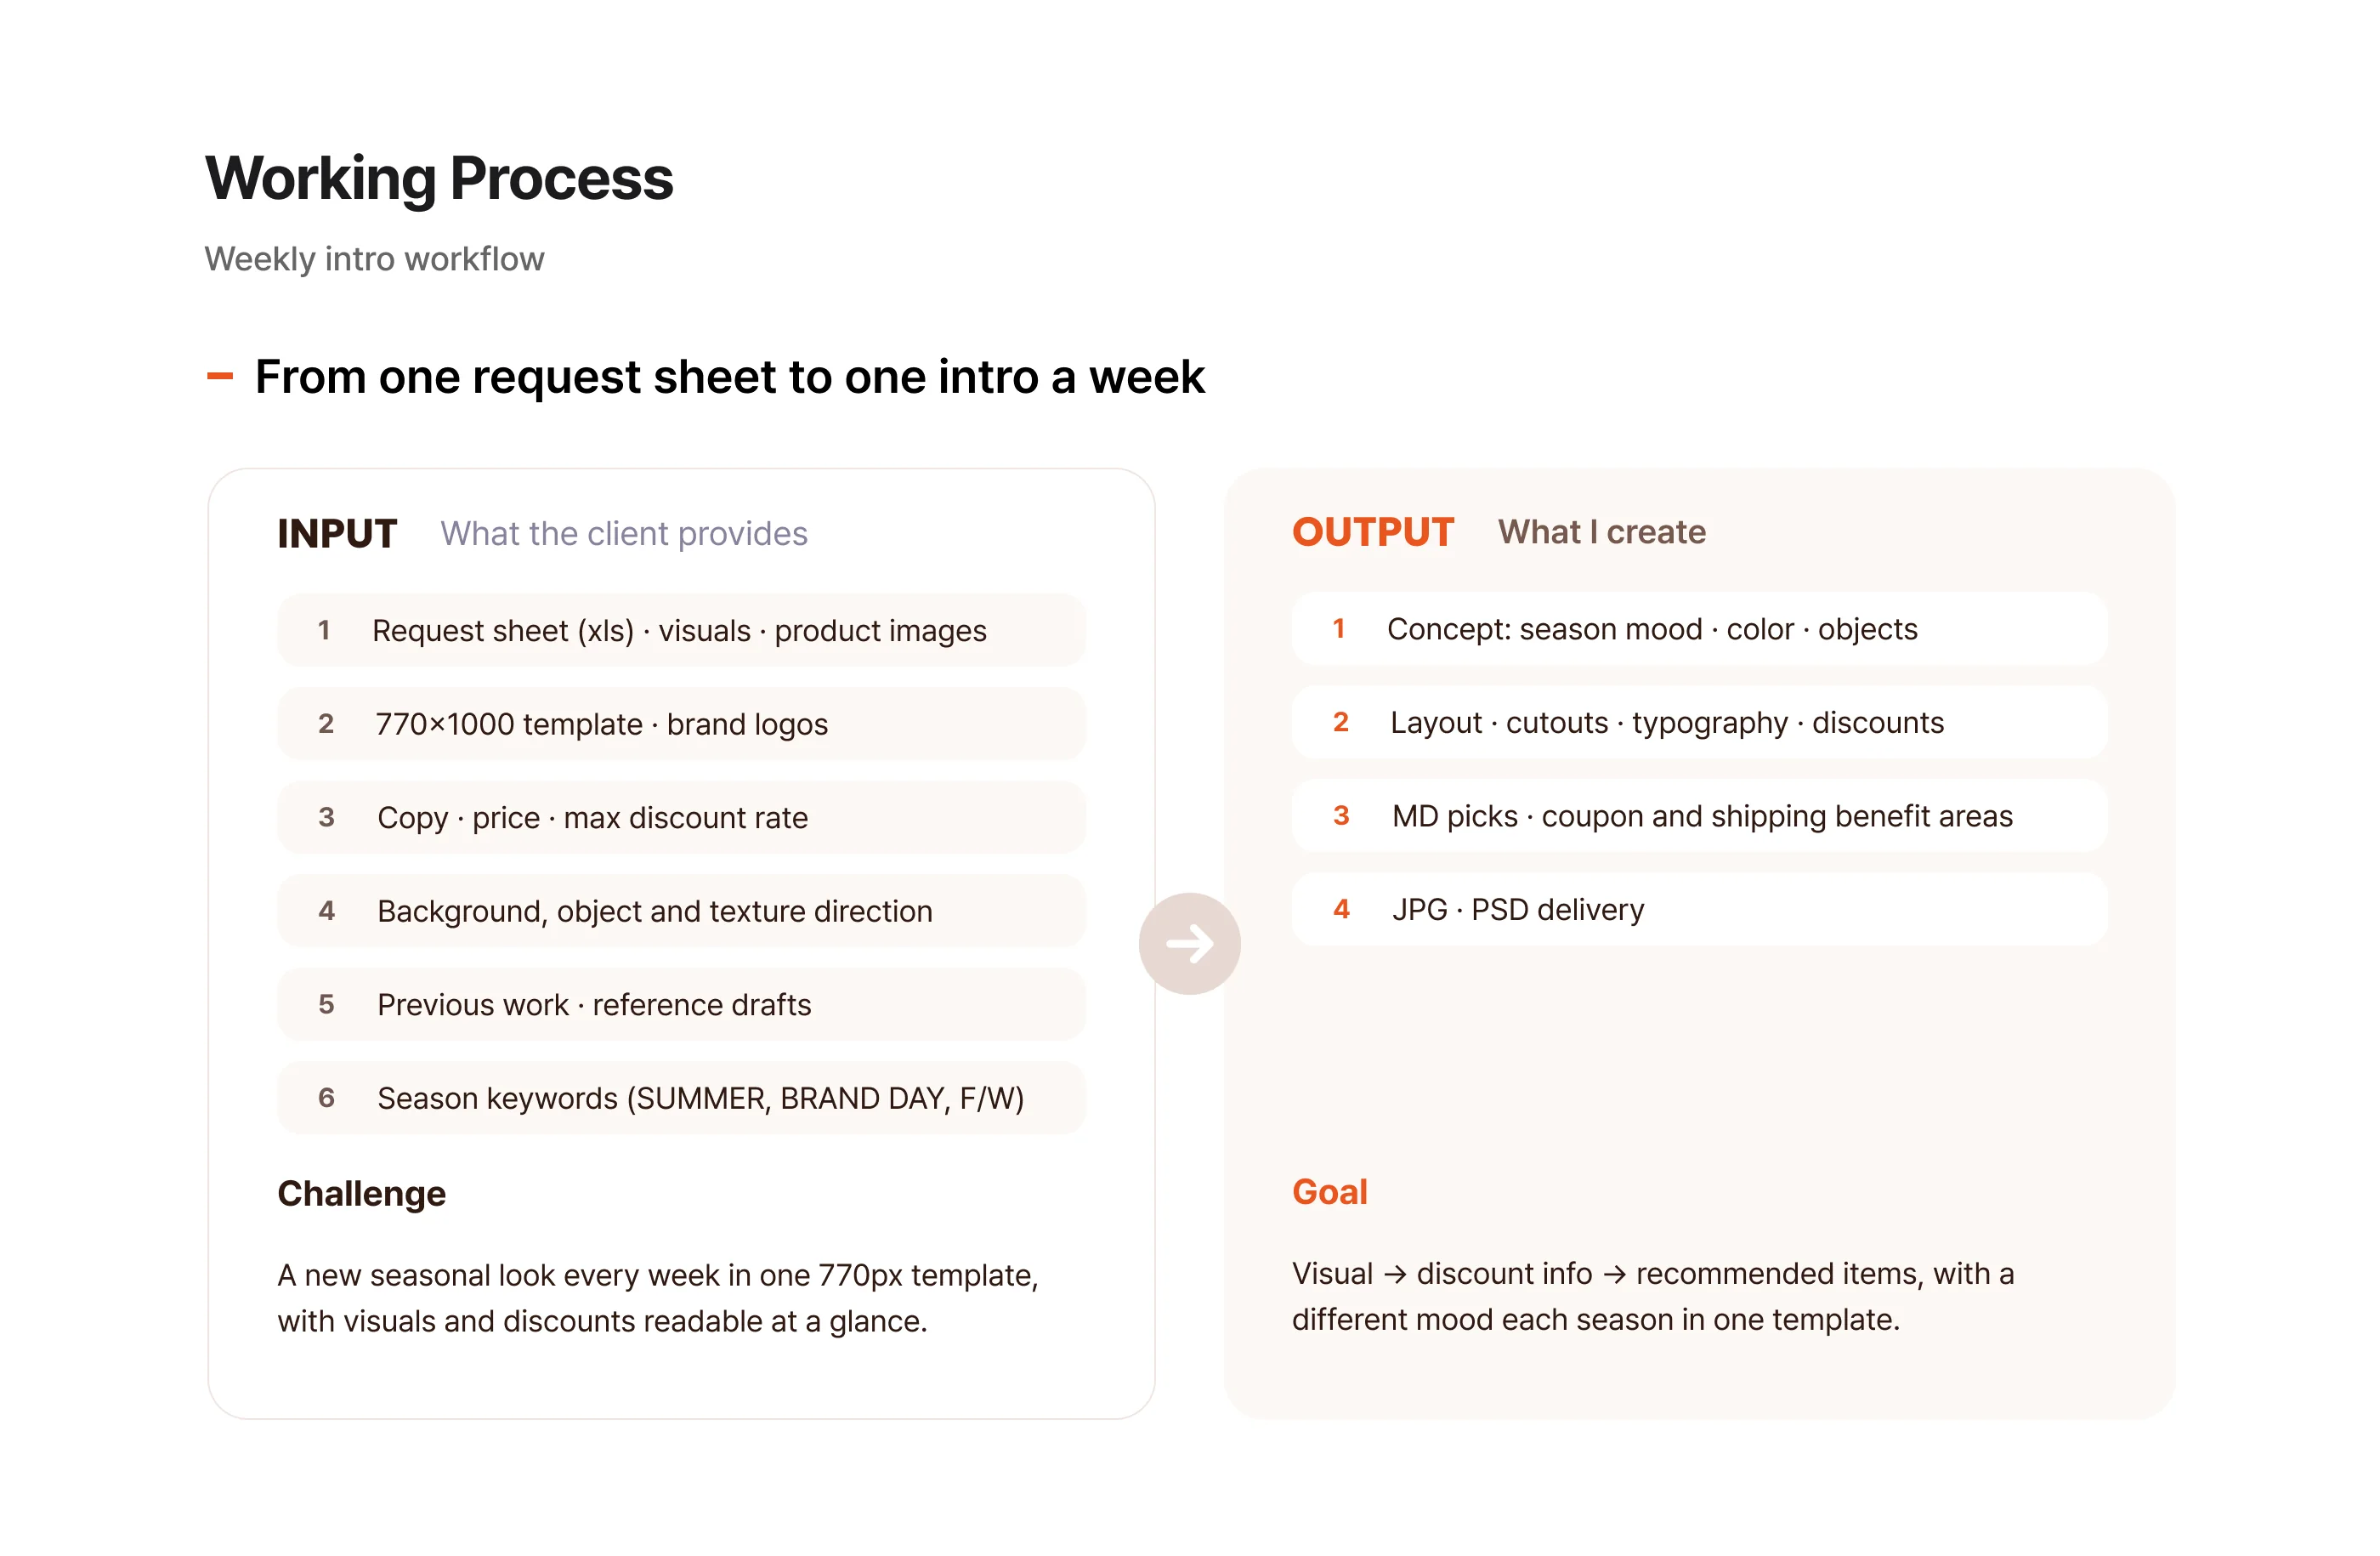 Working Process
Weekly intro workflow
From one request sheet to one intro a week
INPUT What the client provides
1 Request sheet (xls) · visuals · product images
2 770×1000 template · brand logos
3 Copy · price · max discount rate
4 Background, object and texture direction
5 Previous work · reference drafts
6 Season keywords (SUMMER, BRAND DAY, F/W)
Challenge
A new seasonal look every week in one 770px template,
with visuals and discounts readable at a glance.
OUTPUT What I create
1 Concept: season mood · color · objects
2 Layout · cutouts · typography · discounts
3 MD picks · coupon and shipping benefit areas
4 JPG · PSD delivery
Goal
Visual → discount info → recommended items, with a
different mood each season in one template.